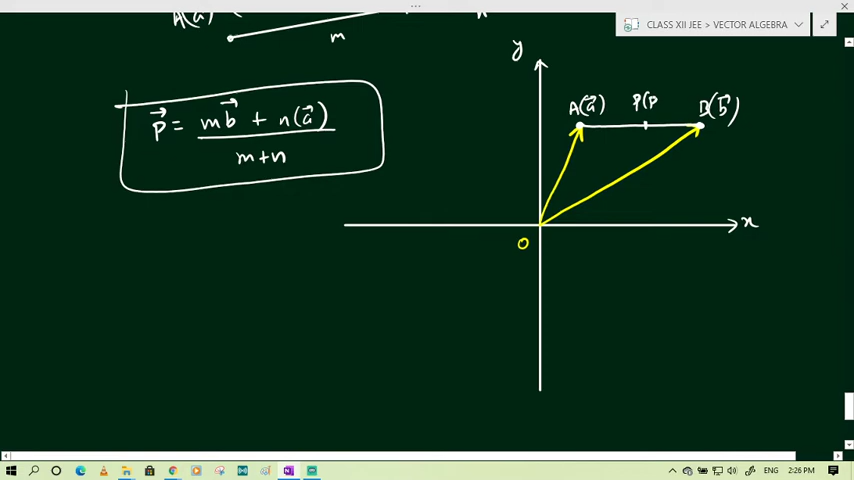 CLASS XII JEE > VECTOR ALGEBRA
A(a⃗)
m
y
A(a⃗) P(p B(b⃗)
p⃗ = mb⃗ + n(a⃗)
m+n
x
O
ENG 2:26 PM